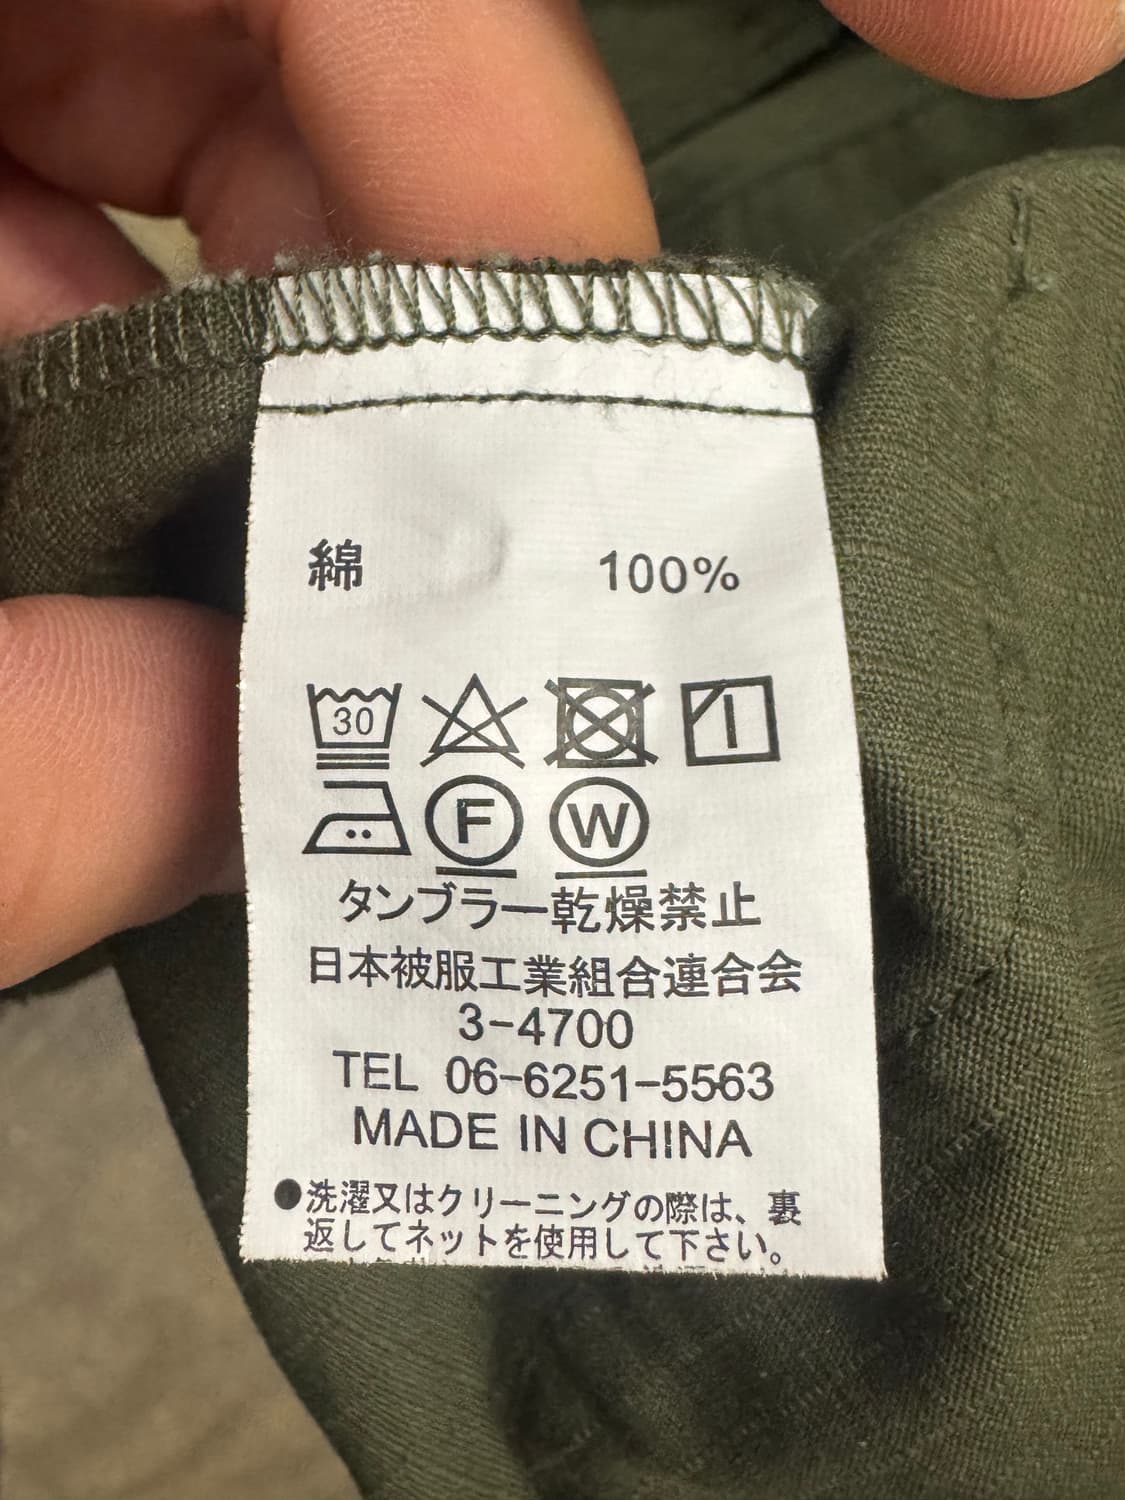 綿 100%
30
F W
タンブラー乾燥禁止
日本被服工業組合連合会
3-4700
TEL 06-6251-5563
MADE IN CHINA
●洗濯又はクリーニングの際は、裏
返してネットを使用して下さい。